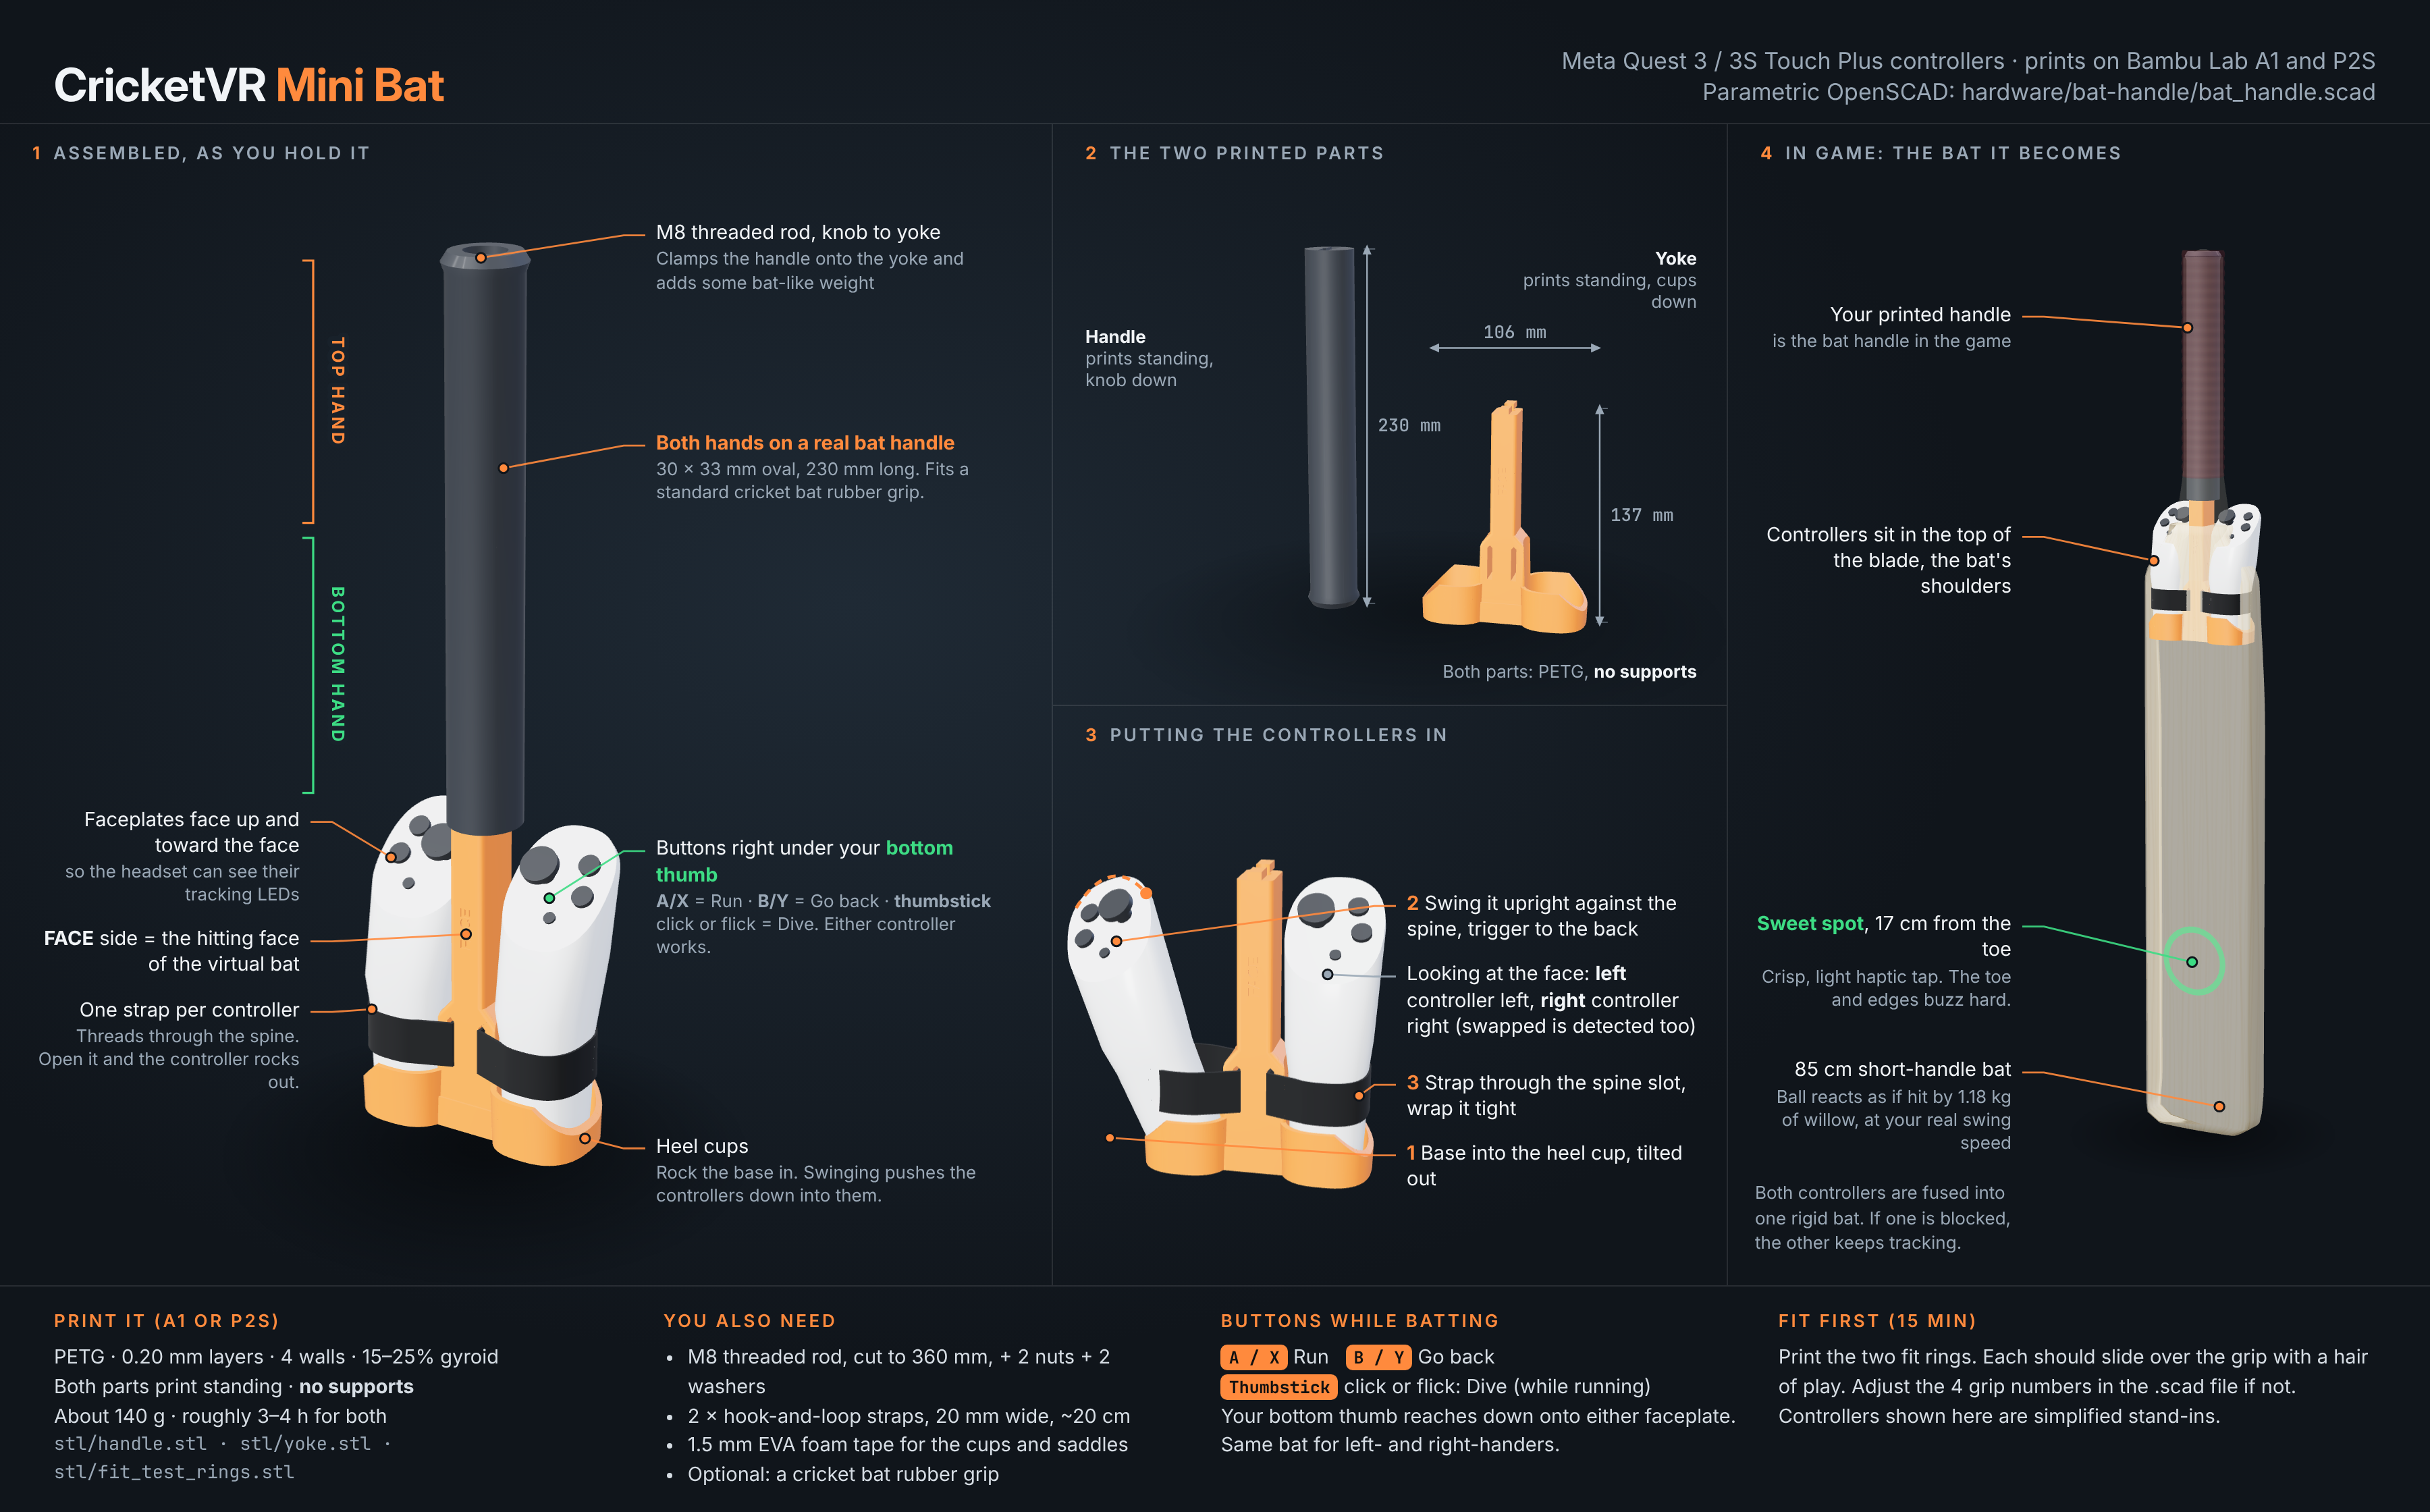 CricketVR Mini Bat
Meta Quest 3 / 3S Touch Plus controllers · prints on Bambu Lab A1 and P2S
Parametric OpenSCAD: hardware/bat-handle/bat_handle.scad
1 ASSEMBLED, AS YOU HOLD IT
M8 threaded rod, knob to yoke
Clamps the handle onto the yoke and
adds some bat-like weight
TOP HAND
Both hands on a real bat handle
30 × 33 mm oval, 230 mm long. Fits a
standard cricket bat rubber grip.
BOTTOM HAND
Faceplates face up and
toward the face
so the headset can see their
tracking LEDs
FACE side = the hitting face
of the virtual bat
One strap per controller
Threads through the spine.
Open it and the controller rocks
out.
Buttons right under your bottom
thumb
A/X = Run · B/Y = Go back · thumbstick
click or flick = Dive. Either controller
works.
Heel cups
Rock the base in. Swinging pushes the
controllers down into them.
2 THE TWO PRINTED PARTS
Handle
prints standing,
knob down
230 mm
Yoke
prints standing, cups
down
106 mm
137 mm
Both parts: PETG, no supports
3 PUTTING THE CONTROLLERS IN
2 Swing it upright against the
spine, trigger to the back
Looking at the face: left
controller left, right controller
right (swapped is detected too)
3 Strap through the spine slot,
wrap it tight
1 Base into the heel cup, tilted
out
4 IN GAME: THE BAT IT BECOMES
Your printed handle
is the bat handle in the game
Controllers sit in the top of
the blade, the bat's
shoulders
Sweet spot, 17 cm from the
toe
Crisp, light haptic tap. The toe
and edges buzz hard.
85 cm short-handle bat
Ball reacts as if hit by 1.18 kg
of willow, at your real swing
speed
Both controllers are fused into
one rigid bat. If one is blocked,
the other keeps tracking.
PRINT IT (A1 OR P2S)
PETG · 0.20 mm layers · 4 walls · 15–25% gyroid
Both parts print standing · no supports
About 140 g · roughly 3–4 h for both
stl/handle.stl · stl/yoke.stl ·
stl/fit_test_rings.stl
YOU ALSO NEED
• M8 threaded rod, cut to 360 mm, + 2 nuts + 2
washers
• 2 × hook-and-loop straps, 20 mm wide, ~20 cm
• 1.5 mm EVA foam tape for the cups and saddles
• Optional: a cricket bat rubber grip
BUTTONS WHILE BATTING
A / X Run B / Y Go back
Thumbstick click or flick: Dive (while running)
Your bottom thumb reaches down onto either faceplate.
Same bat for left- and right-handers.
FIT FIRST (15 MIN)
Print the two fit rings. Each should slide over the grip with a hair
of play. Adjust the 4 grip numbers in the .scad file if not.
Controllers shown here are simplified stand-ins.